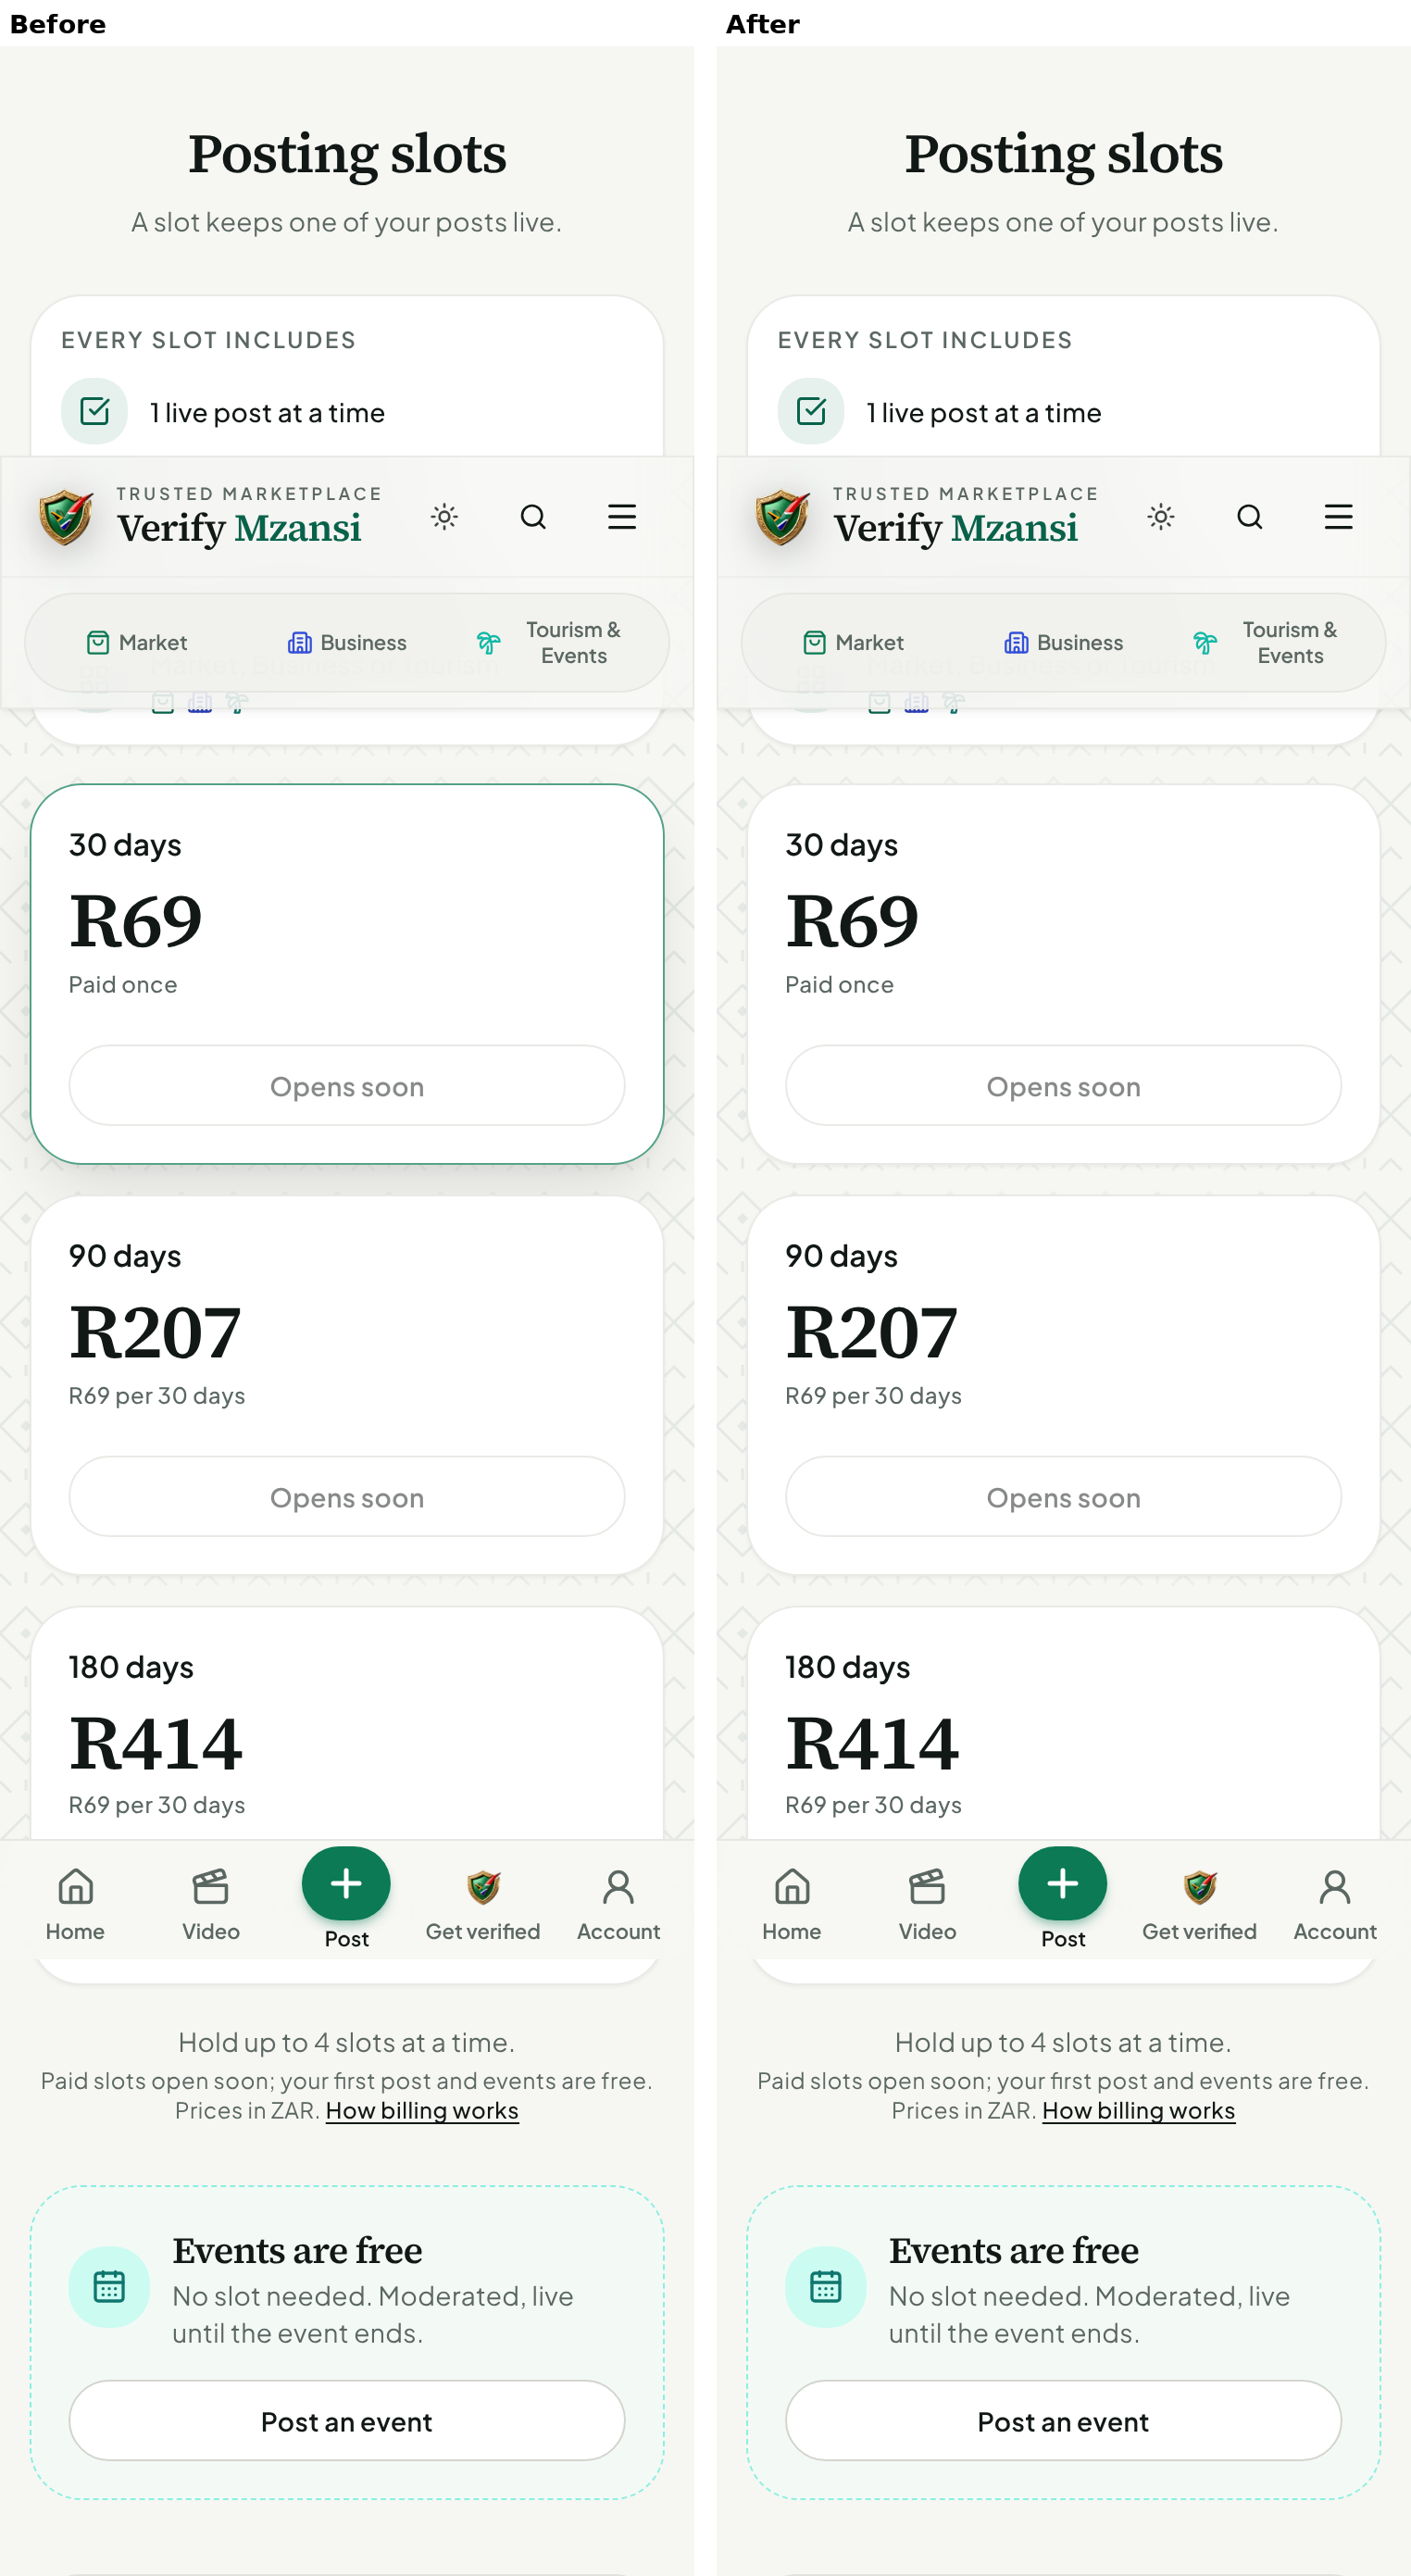 Before
Posting slots
A slot keeps one of your posts live.
EVERY SLOT INCLUDES
1 live post at a time
TRUSTED MARKETPLACE
Verify Mzansi
Market
Business
Tourism &
Events
Market, Business or Tourism
30 days
R69
Paid once
Opens soon
90 days
R207
R69 per 30 days
Opens soon
180 days
R414
R69 per 30 days
Home
Video
Post
Get verified
Account
Hold up to 4 slots at a time.
Paid slots open soon; your first post and events are free.
Prices in ZAR. How billing works
Events are free
No slot needed. Moderated, live
until the event ends.
Post an event
After
Posting slots
A slot keeps one of your posts live.
EVERY SLOT INCLUDES
1 live post at a time
TRUSTED MARKETPLACE
Verify Mzansi
Market
Business
Tourism &
Events
Market, Business or Tourism
30 days
R69
Paid once
Opens soon
90 days
R207
R69 per 30 days
Opens soon
180 days
R414
R69 per 30 days
Home
Video
Post
Get verified
Account
Hold up to 4 slots at a time.
Paid slots open soon; your first post and events are free.
Prices in ZAR. How billing works
Events are free
No slot needed. Moderated, live
until the event ends.
Post an event